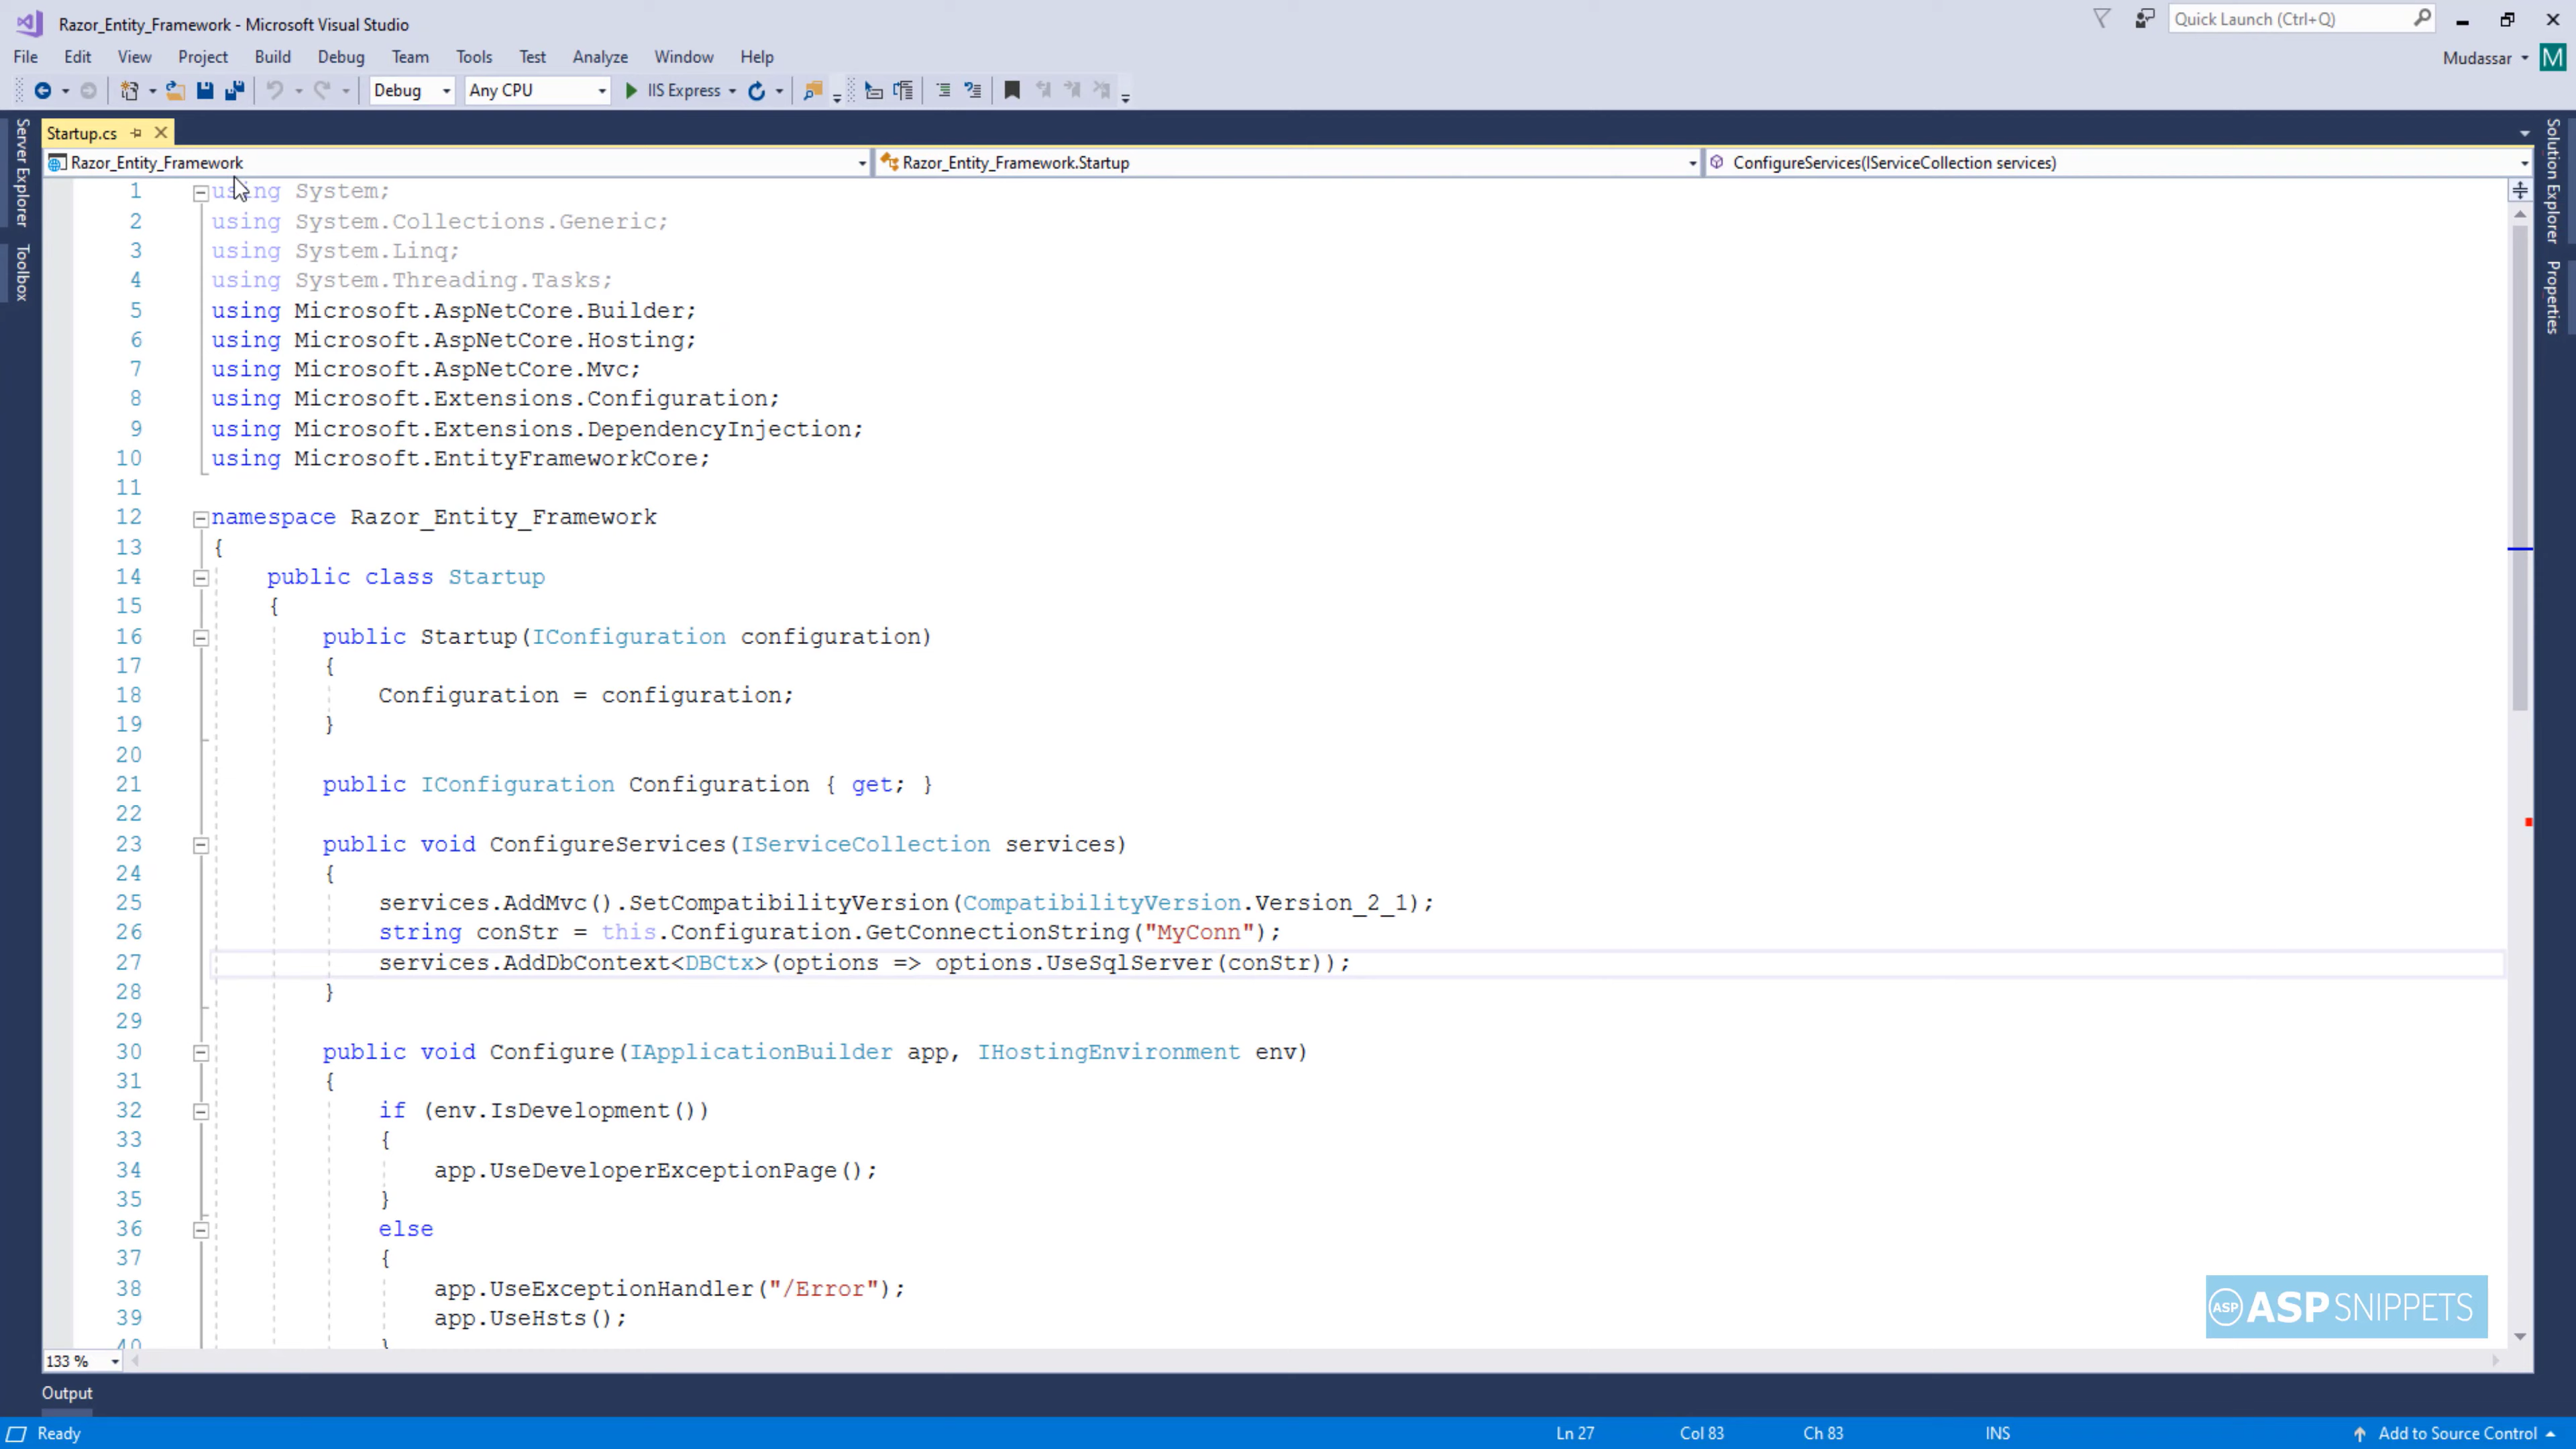 Razor_Entity_Framework - Microsoft Visual Studio
Quick Launch (Ctrl+Q)
File Edit View Project Build Debug Team Tools Test Analyze Window Help
Mudassar M
Debug Any CPU IIS Express
Server Explorer
Toolbox
Startup.cs
Razor_Entity_Framework
Razor_Entity_Framework.Startup
ConfigureServices(IServiceCollection services)
Solution Explorer
Properties
1 using System;
2 using System.Collections.Generic;
3 using System.Linq;
4 using System.Threading.Tasks;
5 using Microsoft.AspNetCore.Builder;
6 using Microsoft.AspNetCore.Hosting;
7 using Microsoft.AspNetCore.Mvc;
8 using Microsoft.Extensions.Configuration;
9 using Microsoft.Extensions.DependencyInjection;
10 using Microsoft.EntityFrameworkCore;
11
12 namespace Razor_Entity_Framework
13 {
14 public class Startup
15 {
16 public Startup(IConfiguration configuration)
17 {
18 Configuration = configuration;
19 }
20
21 public IConfiguration Configuration { get; }
22
23 public void ConfigureServices(IServiceCollection services)
24 {
25 services.AddMvc().SetCompatibilityVersion(CompatibilityVersion.Version_2_1);
26 string conStr = this.Configuration.GetConnectionString("MyConn");
27 services.AddDbContext<DBCtx>(options => options.UseSqlServer(conStr));
28 }
29
30 public void Configure(IApplicationBuilder app, IHostingEnvironment env)
31 {
32 if (env.IsDevelopment())
33 {
34 app.UseDeveloperExceptionPage();
35 }
36 else
37 {
38 app.UseExceptionHandler("/Error");
39 app.UseHsts();
40 }
ASP ASPSNIPPETS
133 %
Output
Ready
Ln 27 Col 83 Ch 83 INS
Add to Source Control